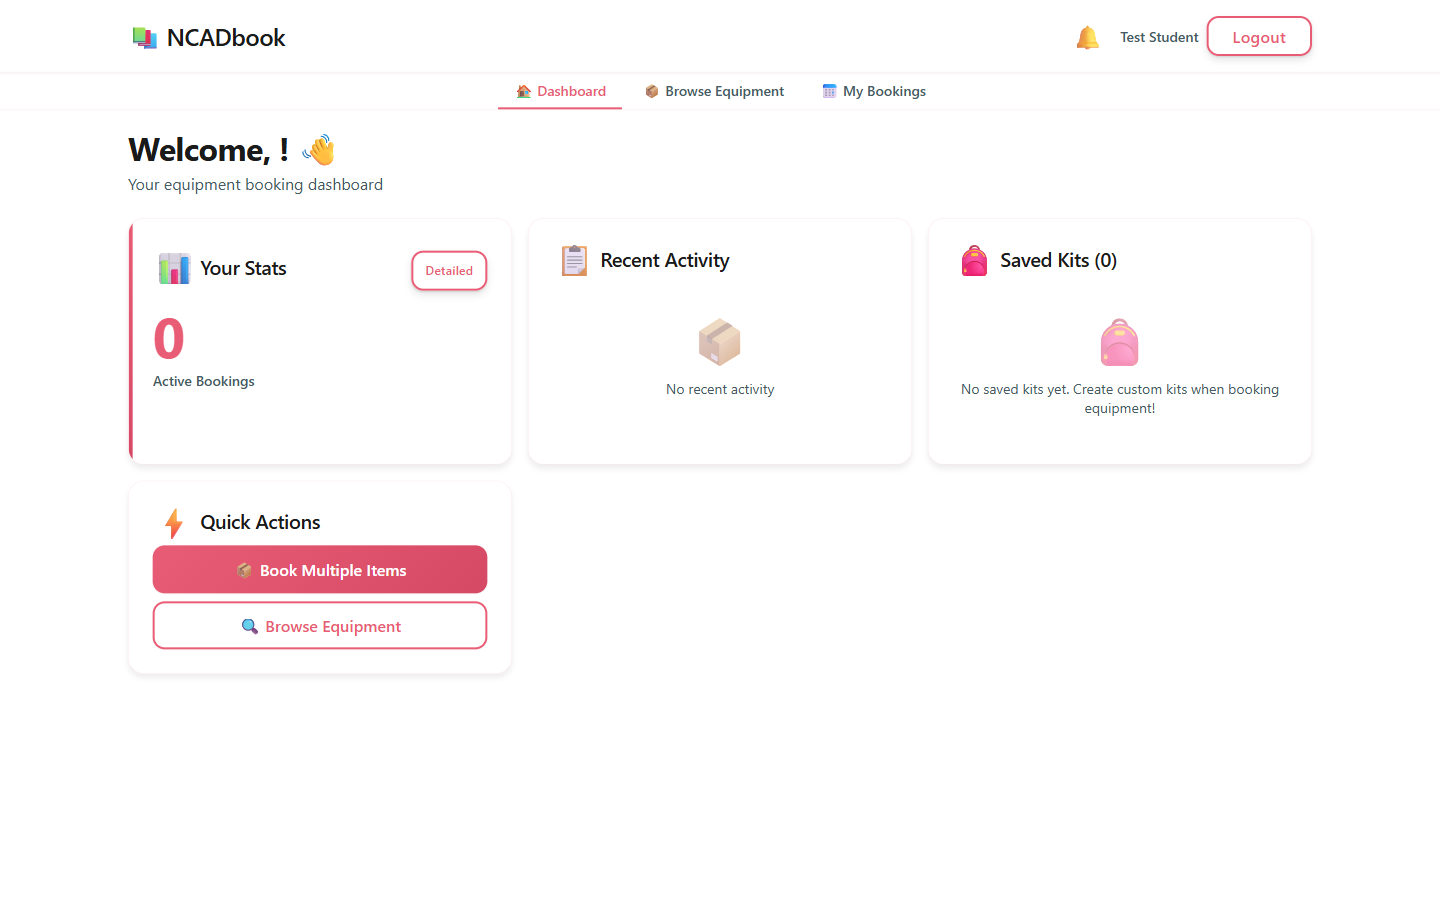 NCADbook
Test Student
Logout
Dashboard
Browse Equipment
My Bookings
Welcome, !
Your equipment booking dashboard
Your Stats
Detailed
0
Active Bookings
Recent Activity
No recent activity
Saved Kits (0)
No saved kits yet. Create custom kits when booking
equipment!
Quick Actions
Book Multiple Items
Browse Equipment